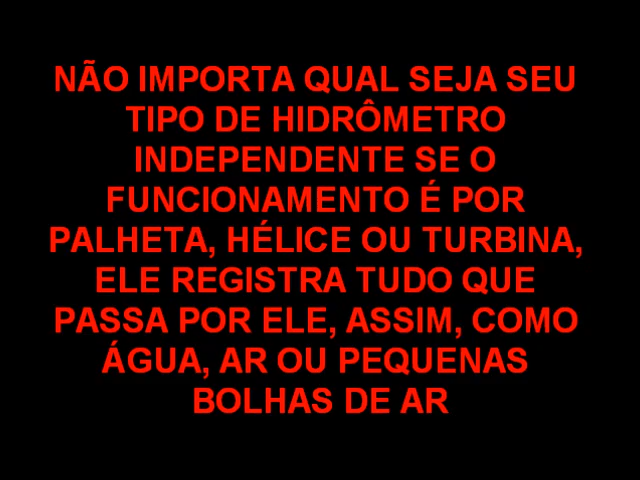 NÃO IMPORTA QUAL SEJA SEU
TIPO DE HIDRÔMETRO
INDEPENDENTE SE O
FUNCIONAMENTO É POR
PALHETA, HÉLICE OU TURBINA,
ELE REGISTRA TUDO QUE
PASSA POR ELE, ASSIM, COMO
ÁGUA, AR OU PEQUENAS
BOLHAS DE AR